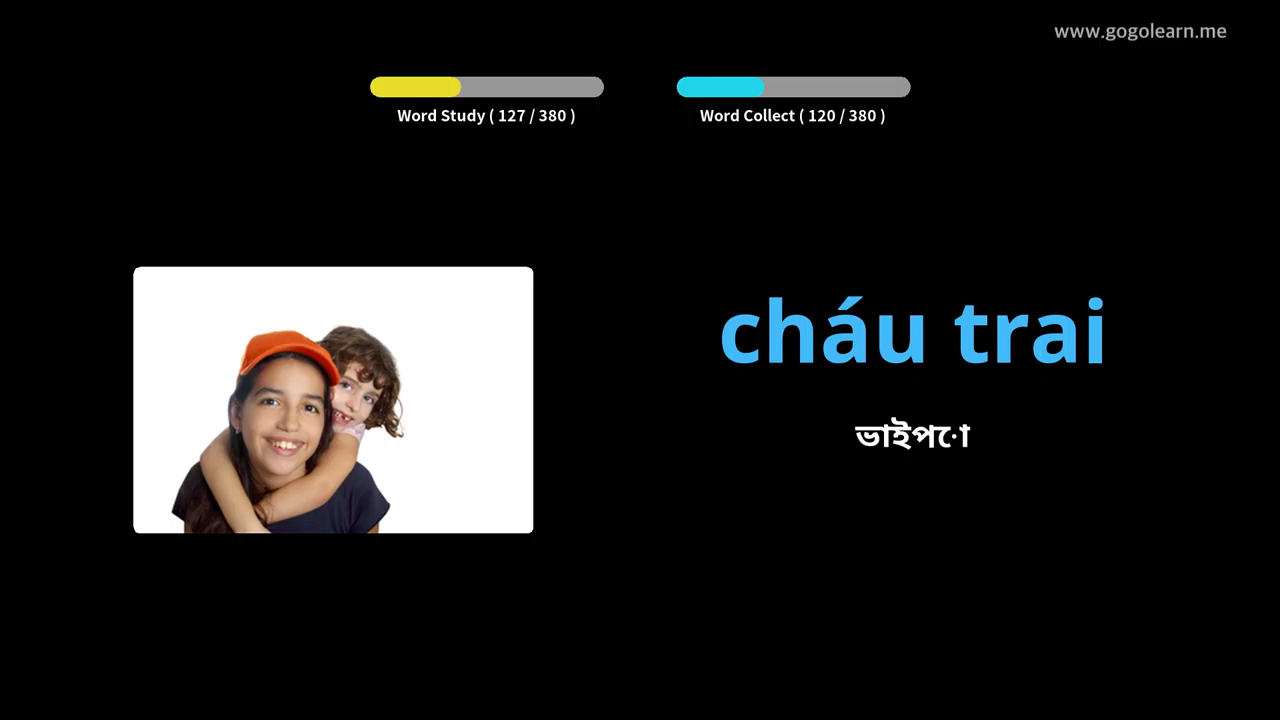 www.gogolearn.me
Word Study ( 127 / 380 )
Word Collect ( 120 / 380 )
cháu trai
ভাইপো